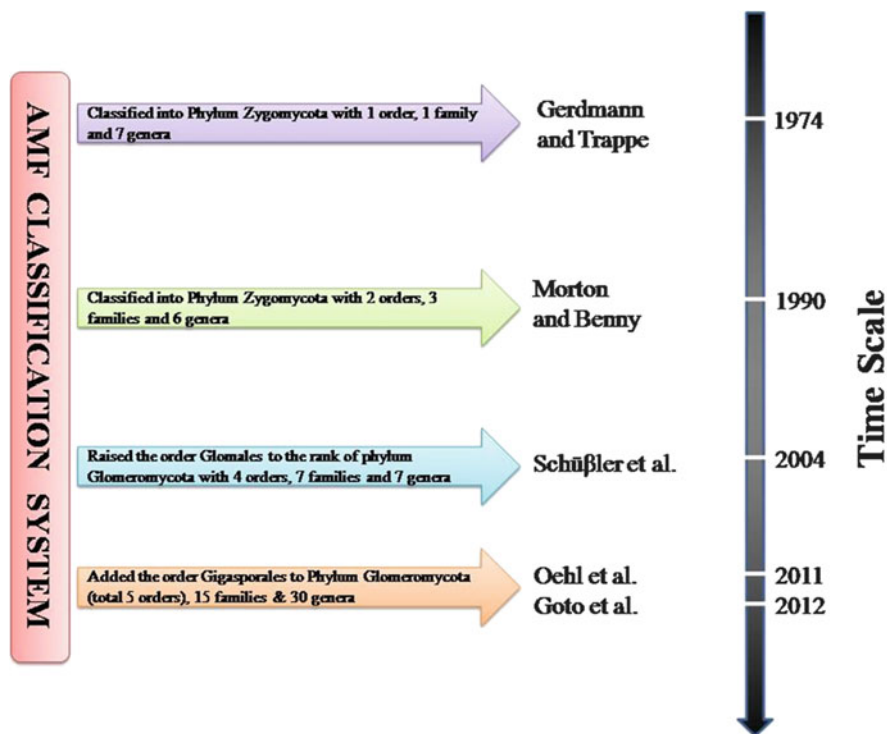 AMF CLASSIFICATION SYSTEM
Classified into Phylum Zygomycota with 1 order, 1 family
and 7 genera
Gerdmann
and Trappe
1974
Classified into Phylum Zygomycota with 2 orders, 3
families and 6 genera
Morton
and Benny
1990
Raised the order Glomales to the rank of phylum
Glomeromycota with 4 orders, 7 families and 7 genera
Schüβler et al.
2004
Added the order Gigasporales to Phylum Glomeromycota
(total 5 orders), 15 families & 30 genera
Oehl et al.
Goto et al.
2011
2012
Time Scale